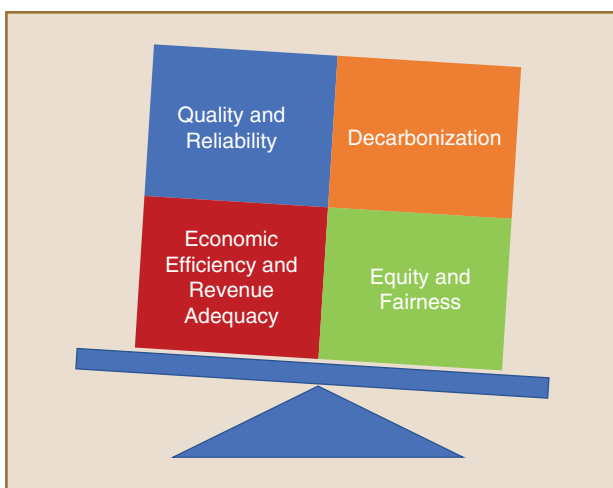 Quality and
Reliability
Decarbonization
Economic
Efficiency and
Revenue
Adequacy
Equity and
Fairness